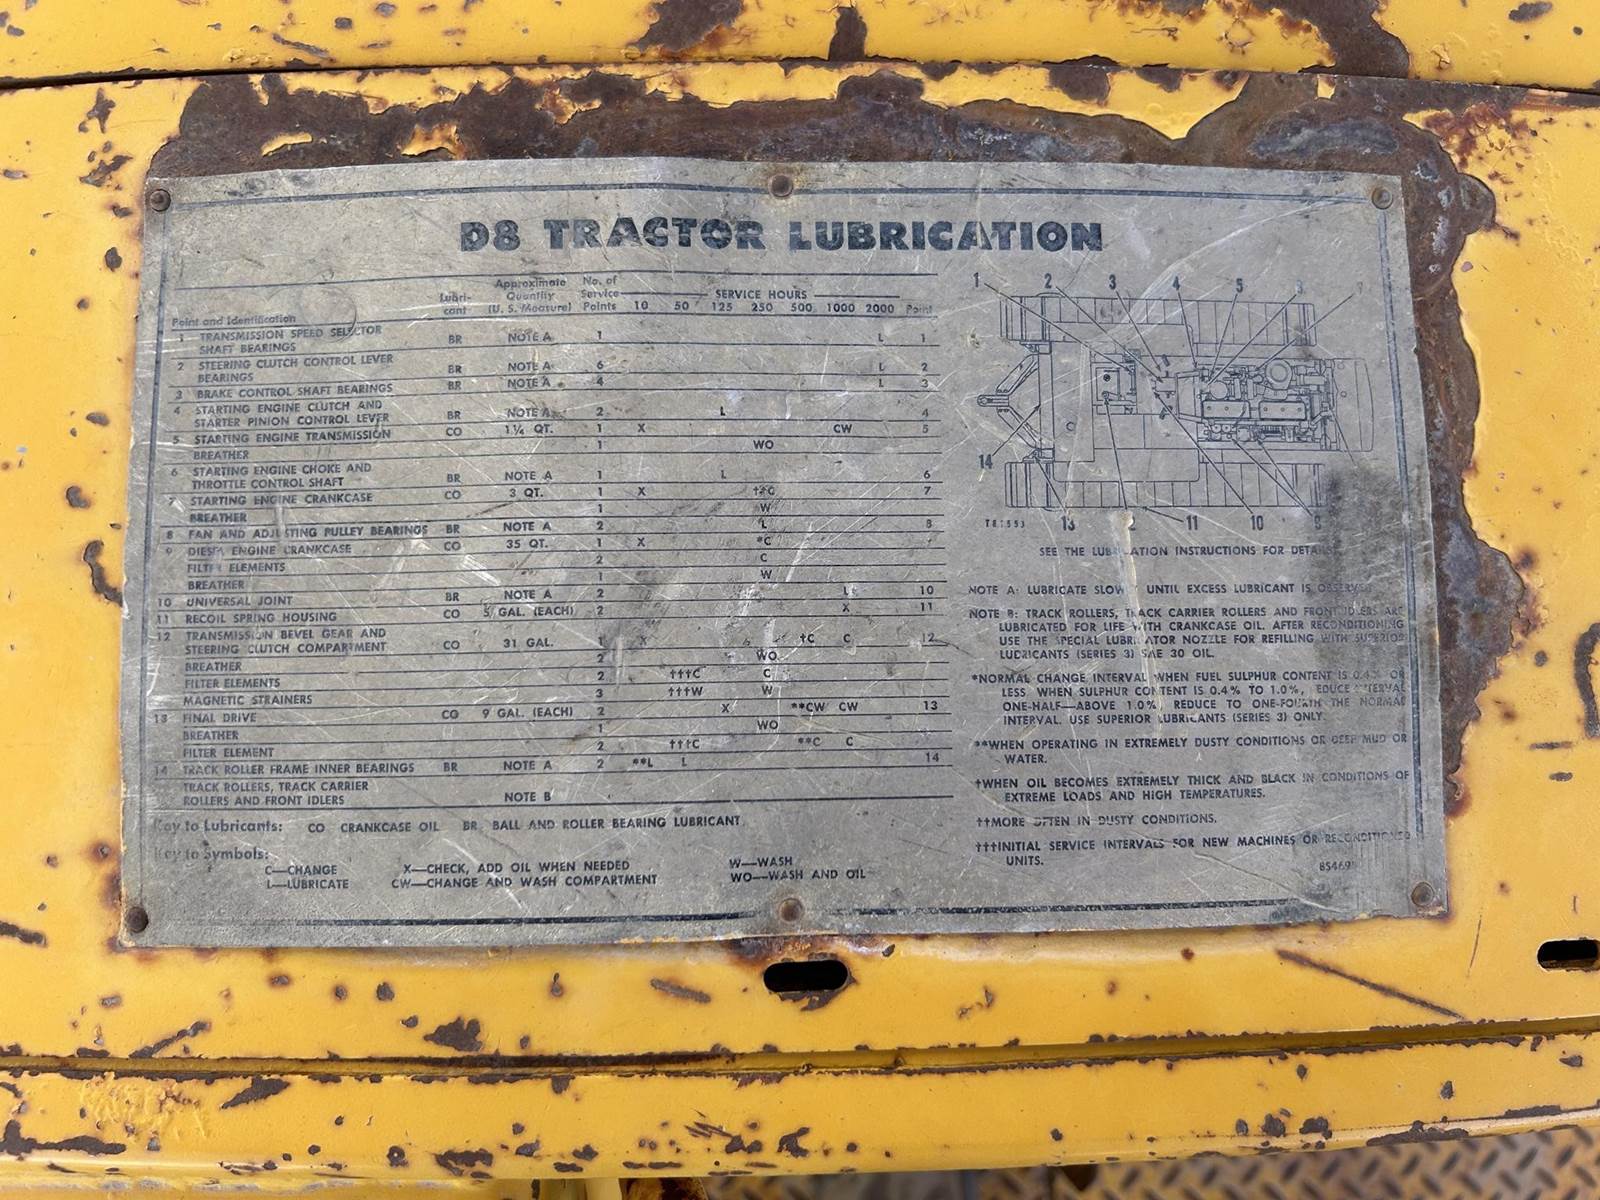 D8 TRACTOR LUBRICATION
Point and Identification Lubri-cant Approximate Quantity (U. S. Measure) No. of Service Points SERVICE HOURS 10 50 125 250 500 1000 2000 Point
1 TRANSMISSION SPEED SELECTOR
SHAFT BEARINGS BR NOTE A 1 L 1
2 STEERING CLUTCH CONTROL LEVER
BEARINGS BR NOTE A 6 L 2
3 BRAKE CONTROL SHAFT BEARINGS BR NOTE A 4 L 3
4 STARTING ENGINE CLUTCH AND
STARTER PINION CONTROL LEVER BR NOTE A 2 L 4
5 STARTING ENGINE TRANSMISSION CO 1¼ QT. 1 X CW 5
BREATHER 1 WO
6 STARTING ENGINE CHOKE AND
THROTTLE CONTROL SHAFT BR NOTE A 1 L 6
7 STARTING ENGINE CRANKCASE CO 3 QT. 1 X ††C 7
BREATHER 1 W
8 FAN AND ADJUSTING PULLEY BEARINGS BR NOTE A 2 L 8
9 DIESEL ENGINE CRANKCASE CO 35 QT. 1 X *C
FILTER ELEMENTS 2 C
BREATHER 1 W
10 UNIVERSAL JOINT BR NOTE A 2 L 10
11 RECOIL SPRING HOUSING CO 5 GAL. (EACH) 2 X 11
12 TRANSMISSION BEVEL GEAR AND
STEERING CLUTCH COMPARTMENT CO 31 GAL. 1 X †C C 12
BREATHER 2 WO
FILTER ELEMENTS 2 †††C C
MAGNETIC STRAINERS 3 †††W W
13 FINAL DRIVE CO 9 GAL. (EACH) 2 X **CW CW 13
BREATHER 1 WO
FILTER ELEMENT 2 †††C **C C
14 TRACK ROLLER FRAME INNER BEARINGS BR NOTE A 2 **L L 14
TRACK ROLLERS, TRACK CARRIER
ROLLERS AND FRONT IDLERS NOTE B
Key to Lubricants: CO CRANKCASE OIL BR BALL AND ROLLER BEARING LUBRICANT
Key to Symbols:
C—CHANGE X—CHECK, ADD OIL WHEN NEEDED W—WASH
L—LUBRICATE CW—CHANGE AND WASH COMPARTMENT WO—WASH AND OIL
1 2 3 4 5 6 7
C
14
T81553 13 12 11 10 9
SEE THE LUBRICATION INSTRUCTIONS FOR DETAILS
NOTE A: LUBRICATE SLOWLY UNTIL EXCESS LUBRICANT IS OBSERVED
NOTE B: TRACK ROLLERS, TRACK CARRIER ROLLERS AND FRONT IDLERS ARE
LUBRICATED FOR LIFE WITH CRANKCASE OIL. AFTER RECONDITIONING
USE THE SPECIAL LUBRICATOR NOZZLE FOR REFILLING WITH SUPERIOR
LUBRICANTS (SERIES 3) SAE 30 OIL.
*NORMAL CHANGE INTERVAL WHEN FUEL SULPHUR CONTENT IS 0.4% OR
LESS WHEN SULPHUR CONTENT IS 0.4% TO 1.0%, REDUCE INTERVAL
ONE-HALF—ABOVE 1.0% REDUCE TO ONE-FOURTH THE NORMAL
INTERVAL. USE SUPERIOR LUBRICANTS (SERIES 3) ONLY.
**WHEN OPERATING IN EXTREMELY DUSTY CONDITIONS OR DEEP MUD OR
WATER.
†WHEN OIL BECOMES EXTREMELY THICK AND BLACK IN CONDITIONS OF
EXTREME LOADS AND HIGH TEMPERATURES.
††MORE OFTEN IN DUSTY CONDITIONS.
†††INITIAL SERVICE INTERVALS FOR NEW MACHINES OR RECONDITIONED
UNITS.
8S469